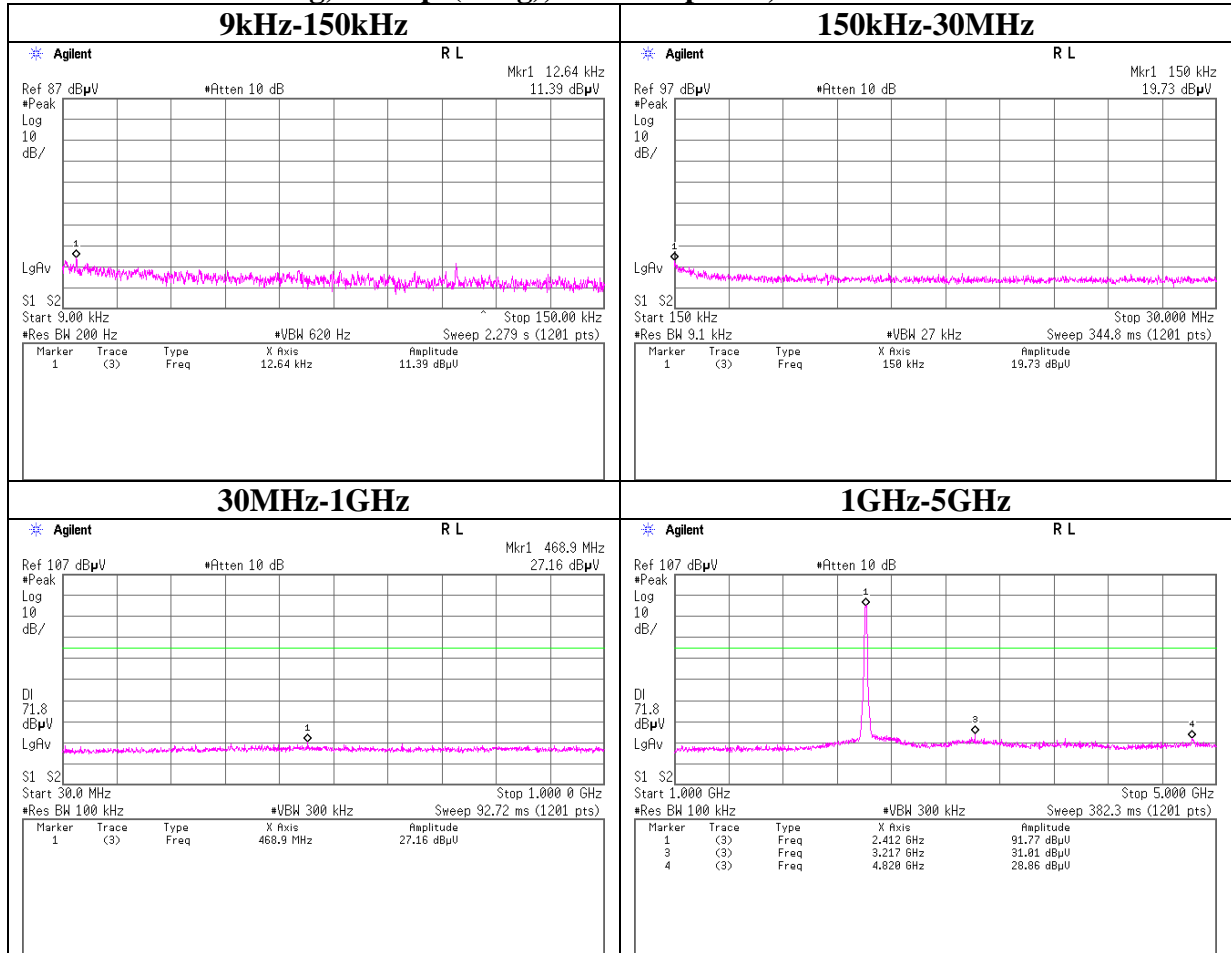 9kHz-150kHz
Agilent R L
Mkr1 12.64 kHz
Ref 87 dBµV #Atten 10 dB 11.39 dBµV
#Peak
Log
10
dB/
1
LgAv
S1 S2
Start 9.00 kHz ^ Stop 150.00 kHz
#Res BW 200 Hz #VBW 620 Hz Sweep 2.279 s (1201 pts)
Marker Trace Type X Axis Amplitude
1 (3) Freq 12.64 kHz 11.39 dBµV
150kHz-30MHz
Agilent R L
Mkr1 150 kHz
Ref 97 dBµV #Atten 10 dB 19.73 dBµV
#Peak
Log
10
dB/
1
LgAv
S1 S2
Start 150 kHz Stop 30.000 MHz
#Res BW 9.1 kHz #VBW 27 kHz Sweep 344.8 ms (1201 pts)
Marker Trace Type X Axis Amplitude
1 (3) Freq 150 kHz 19.73 dBµV
30MHz-1GHz
Agilent R L
Mkr1 468.9 MHz
Ref 107 dBµV #Atten 10 dB 27.16 dBµV
#Peak
Log
10
dB/
DI
71.8
dBµV
1
LgAv
S1 S2
Start 30.0 MHz Stop 1.000 0 GHz
#Res BW 100 kHz #VBW 300 kHz Sweep 92.72 ms (1201 pts)
Marker Trace Type X Axis Amplitude
1 (3) Freq 468.9 MHz 27.16 dBµV
1GHz-5GHz
Agilent R L
Ref 107 dBµV #Atten 10 dB
#Peak
1
Log
10
dB/
DI
71.8
dBµV
3 4
LgAv
S1 S2
Start 1.000 GHz Stop 5.000 GHz
#Res BW 100 kHz #VBW 300 kHz Sweep 382.3 ms (1201 pts)
Marker Trace Type X Axis Amplitude
1 (3) Freq 2.412 GHz 91.77 dBµV
3 (3) Freq 3.217 GHz 31.01 dBµV
4 (3) Freq 4.820 GHz 28.86 dBµV